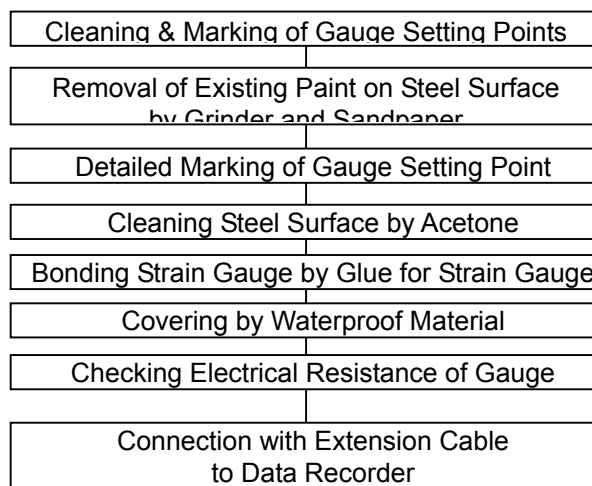 Cleaning & Marking of Gauge Setting Points
Removal of Existing Paint on Steel Surface
by Grinder and Sandpaper
Detailed Marking of Gauge Setting Point
Cleaning Steel Surface by Acetone
Bonding Strain Gauge by Glue for Strain Gauge
Covering by Waterproof Material
Checking Electrical Resistance of Gauge
Connection with Extension Cable
to Data Recorder